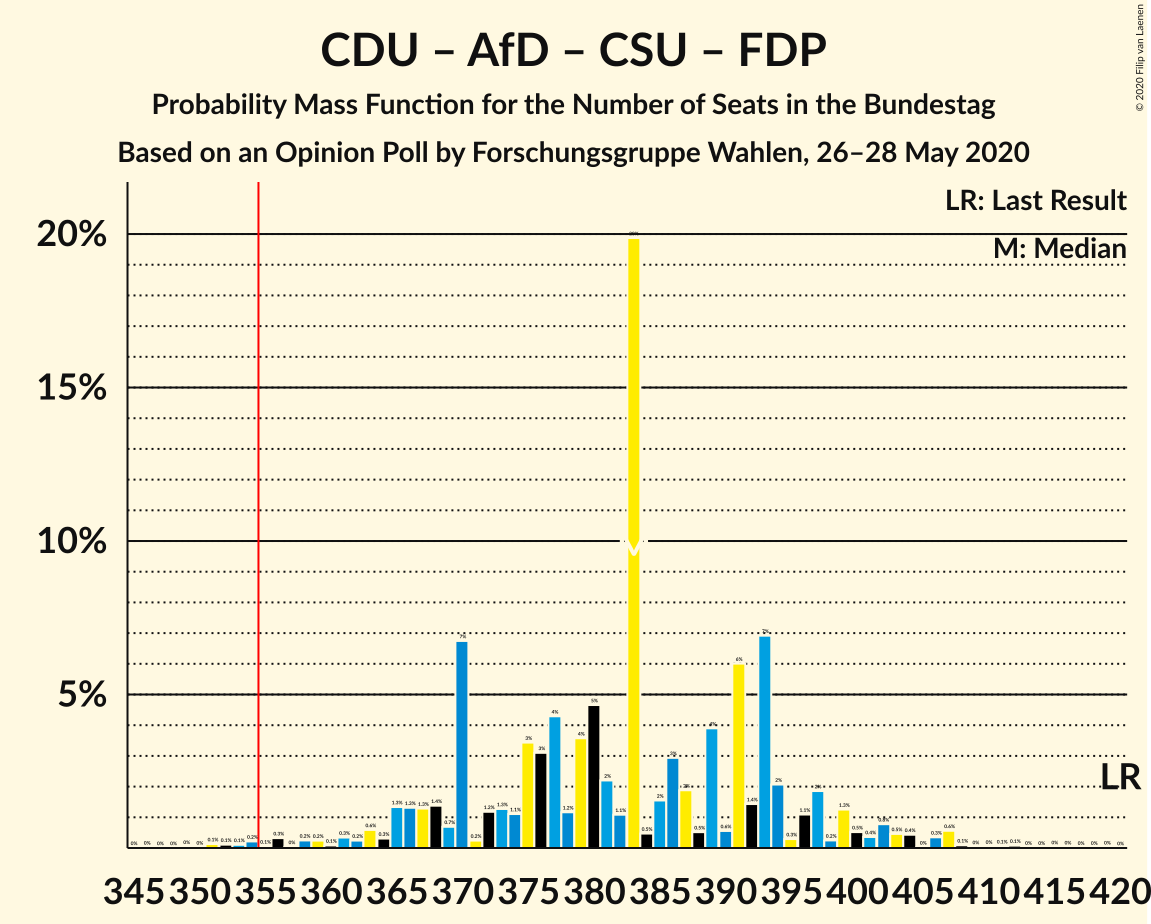 CDU – AfD – CSU – FDP
© 2020 Filip van Laenen
Probability Mass Function for the Number of Seats in the Bundestag
Based on an Opinion Poll by Forschungsgruppe Wahlen, 26–28 May 2020
LR: Last Result
M: Median
20%
15%
10%
5%
M
LR
345 350 355 360 365 370 375 380 385 390 395 400 405 410 415 420